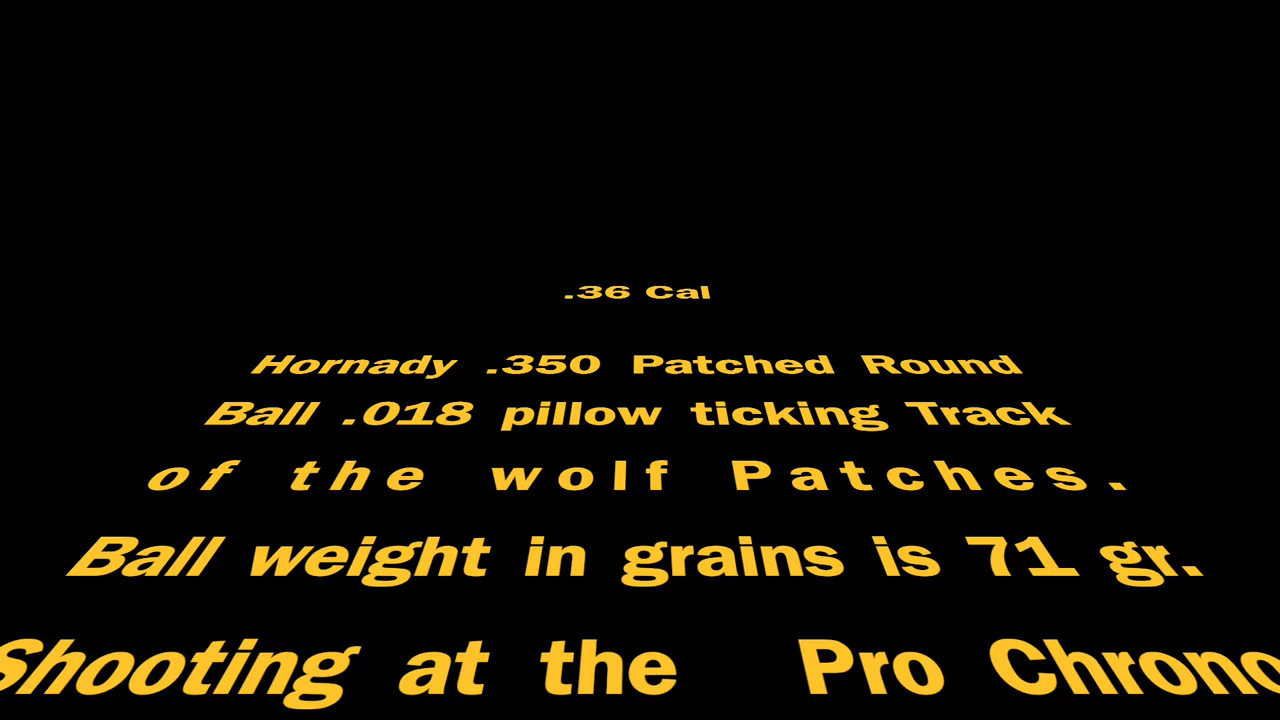 .36 Cal
Hornady .350 Patched Round
Ball .018 pillow ticking Track
of the wolf Patches.
Ball weight in grains is 71 gr.
Shooting at the Pro Chrono